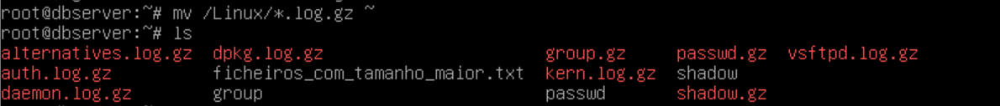 root@dbserver:~# mv /Linux/*.log.gz ~
root@dbserver:~# ls
alternatives.log.gz  dpkg.log.gz                      group.gz     passwd.gz  vsftpd.log.gz
auth.log.gz          ficheiros_com_tamanho_maior.txt  kern.log.gz  shadow
daemon.log.gz        group                            passwd       shadow.gz